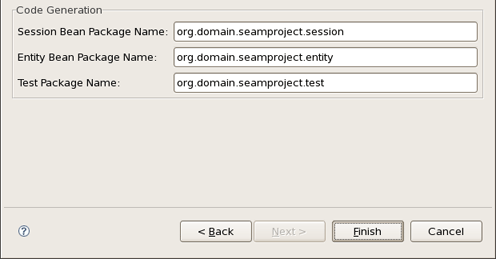 Code Generation
Session Bean Package Name: org.domain.seamproject.session
Entity Bean Package Name: org.domain.seamproject.entity
Test Package Name: org.domain.seamproject.test
? < Back Next > Finish Cancel